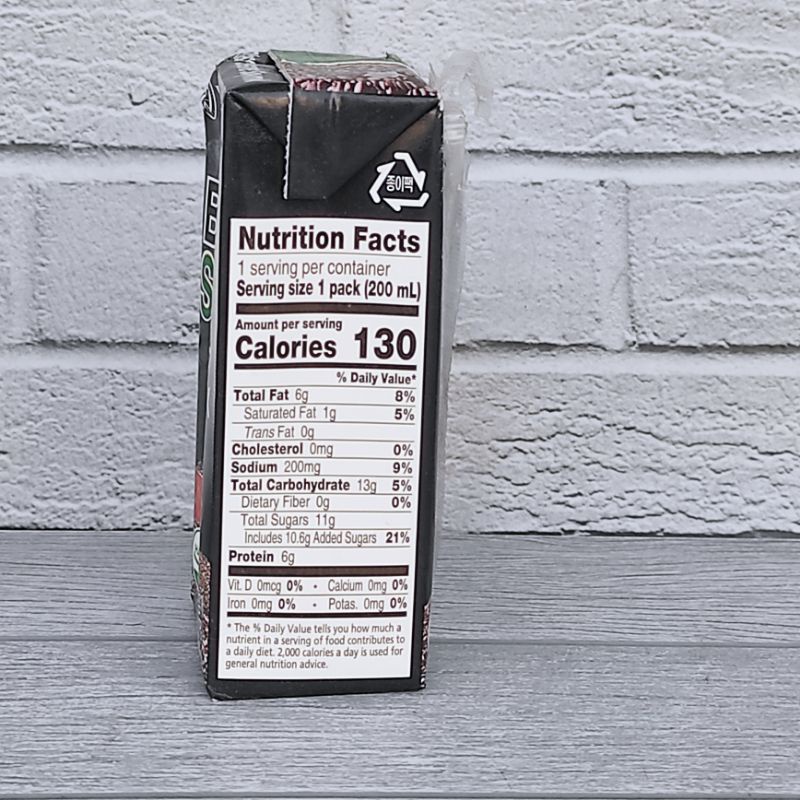 종이팩
Nutrition Facts
1 serving per container
Serving size 1 pack (200 mL)
Amount per serving
Calories 130
% Daily Value*
Total Fat 6g 8%
Saturated Fat 1g 5%
Trans Fat 0g
Cholesterol 0mg 0%
Sodium 200mg 9%
Total Carbohydrate 13g 5%
Dietary Fiber 0g 0%
Total Sugars 11g
Includes 10.6g Added Sugars 21%
Protein 6g
Vit. D 0mcg 0% • Calcium 0mg 0%
Iron 0mg 0% • Potas. 0mg 0%
* The % Daily Value tells you how much a
nutrient in a serving of food contributes to
a daily diet. 2,000 calories a day is used for
general nutrition advice.